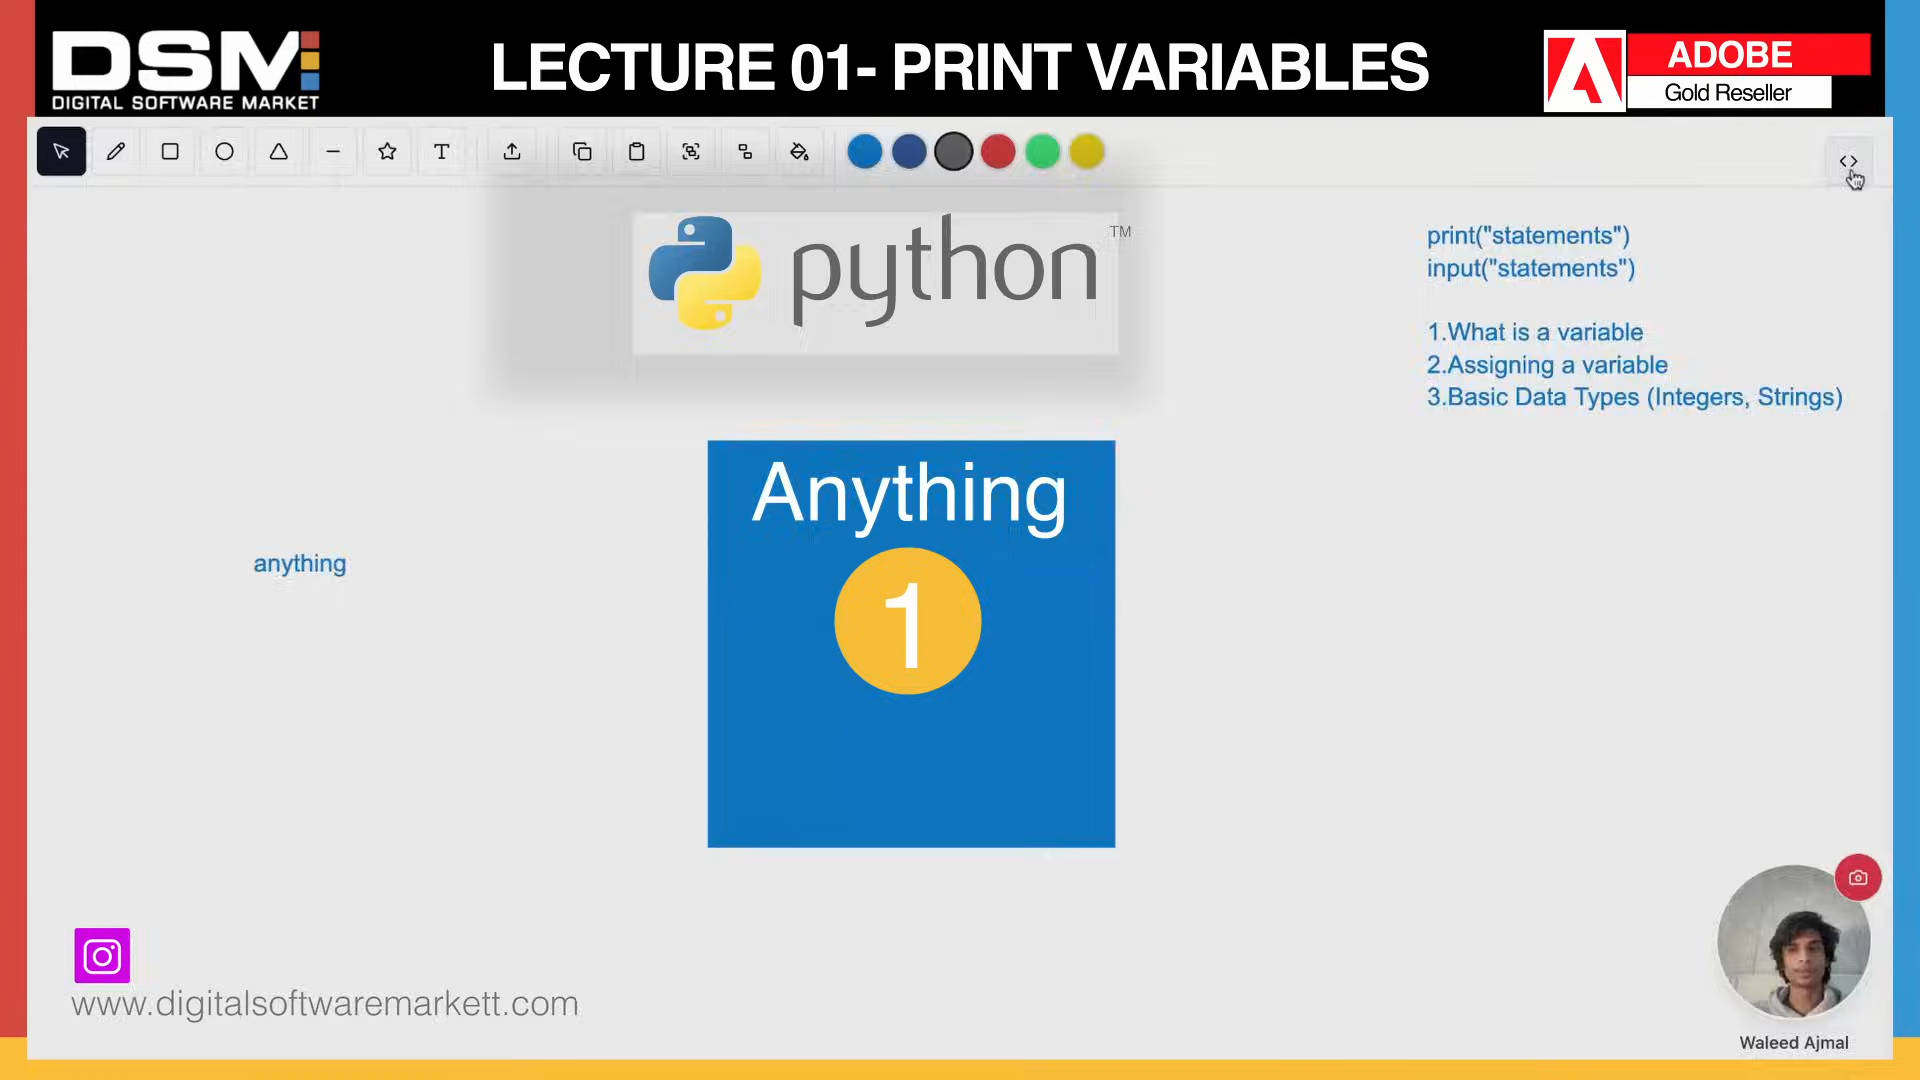 DSM
DIGITAL SOFTWARE MARKET
LECTURE 01- PRINT VARIABLES
ADOBE
Gold Reseller
T
python
TM
print("statements")
input("statements")
1.What is a variable
2.Assigning a variable
3.Basic Data Types (Integers, Strings)
Anything
1
anything
www.digitalsoftwaremarkett.com
Waleed Ajmal